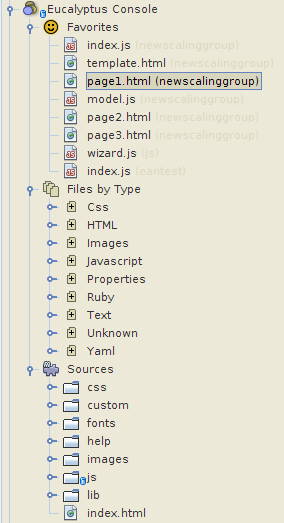 Eucalyptus Console
Favorites
index.js (newscalinggroup)
template.html (newscalinggroup)
page1.html (newscalinggroup)
model.js (newscalinggroup)
page2.html (newscalinggroup)
page3.html (newscalinggroup)
wizard.js (js)
index.js (eantest)
Files by Type
Css
HTML
Images
Javascript
Properties
Ruby
Text
Unknown
Yaml
Sources
css
custom
fonts
help
images
js
lib
index.html